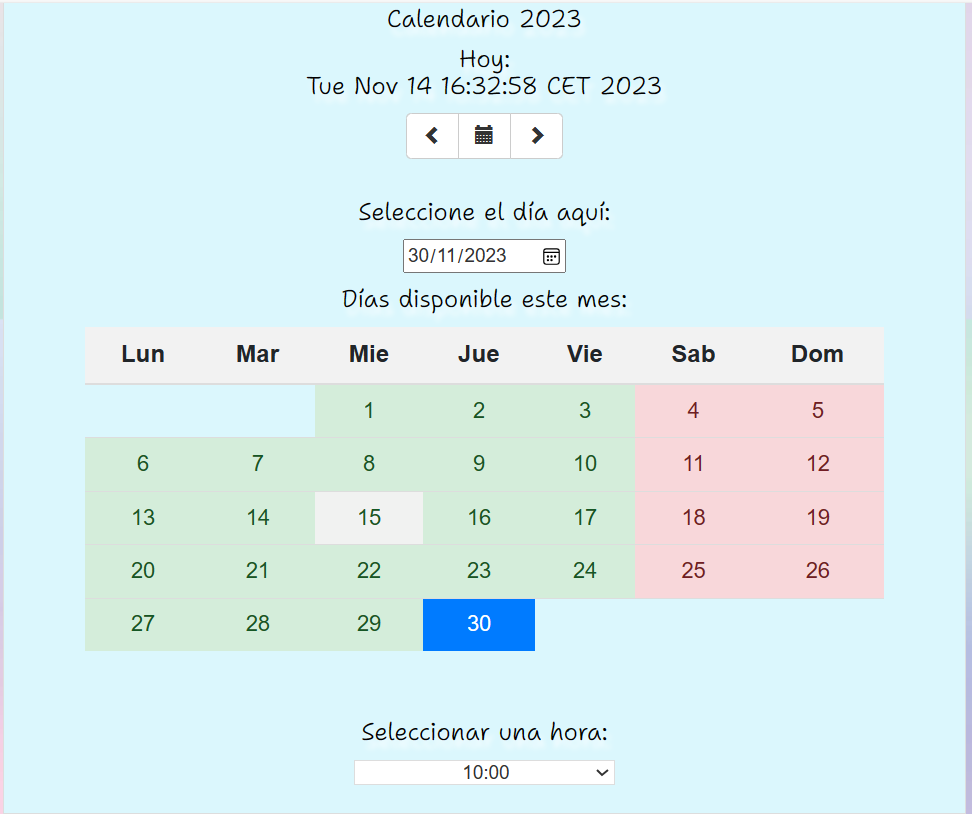 Calendario 2023
Hoy:
Tue Nov 14 16:32:58 CET 2023
Seleccione el día aquí:
30/11/2023
Días disponible este mes:
Lun Mar Mie Jue Vie Sab Dom
1 2 3 4 5
6 7 8 9 10 11 12
13 14 15 16 17 18 19
20 21 22 23 24 25 26
27 28 29 30
Seleccionar una hora:
10:00